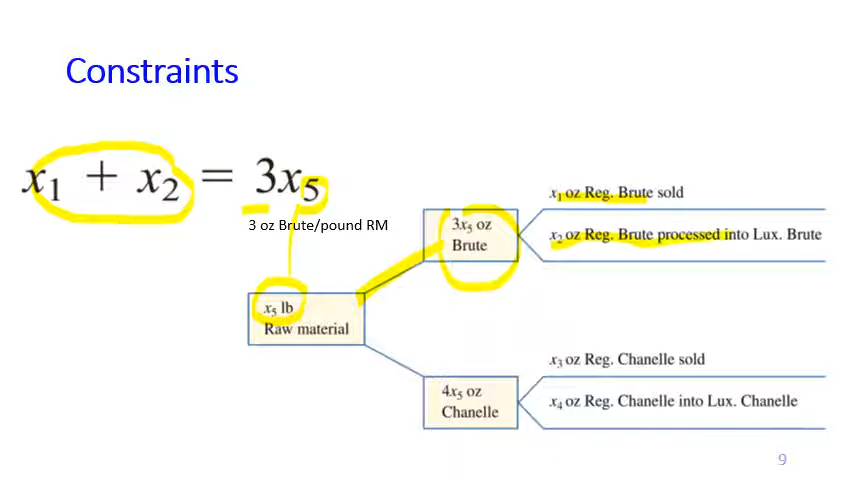 Constraints
x₁ + x₂ = 3x₅
3 oz Brute/pound RM
x₅ lb
Raw material
3x₅ oz
Brute
x₁ oz Reg. Brute sold
x₂ oz Reg. Brute processed into Lux. Brute
4x₅ oz
Chanelle
x₃ oz Reg. Chanelle sold
x₄ oz Reg. Chanelle into Lux. Chanelle
9